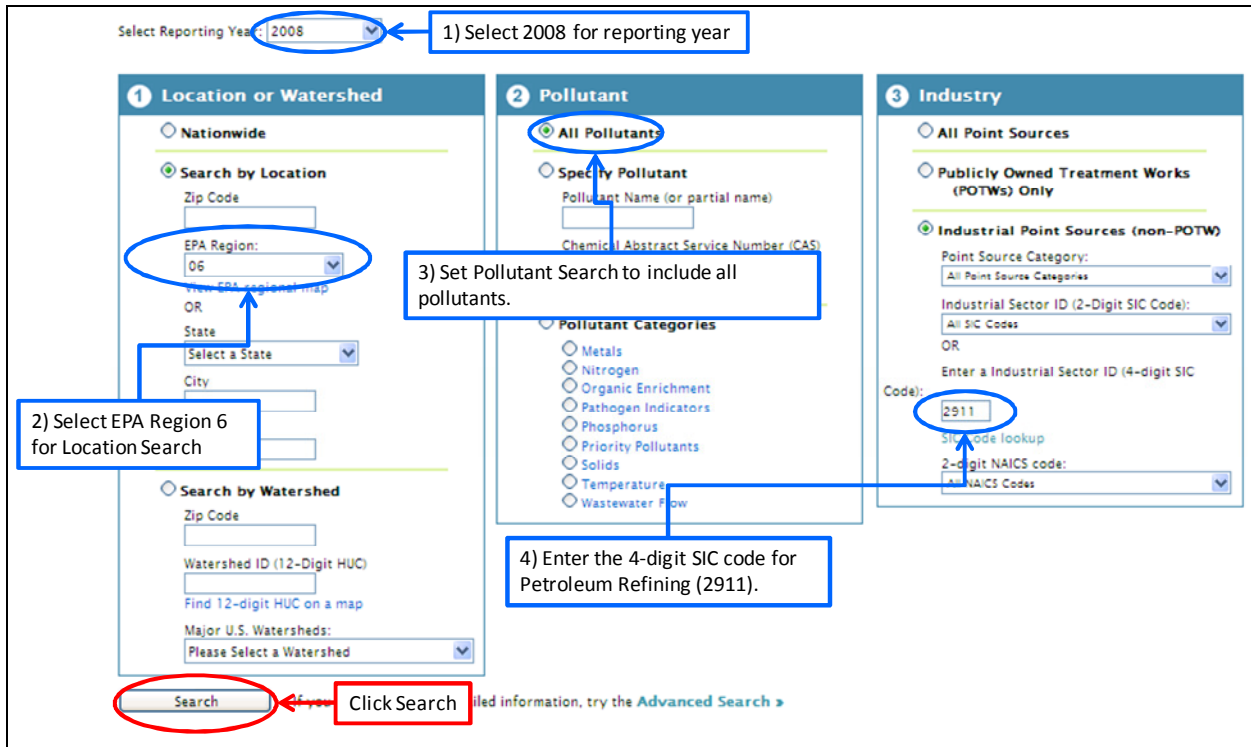 Select Reporting Year: 2008
1) Select 2008 for reporting year
1 Location or Watershed
Nationwide
Search by Location
Zip Code
EPA Region:
06
View EPA regional map
OR
State
Select a State
City
2) Select EPA Region 6
for Location Search
Search by Watershed
Zip Code
Watershed ID (12-Digit HUC)
Find 12-digit HUC on a map
Major U.S. Watersheds:
Please Select a Watershed
2 Pollutant
All Pollutants
Specify Pollutant
Pollutant Name (or partial name)
Chemical Abstract Service Number (CAS)
3) Set Pollutant Search to include all
pollutants.
Pollutant Categories
Metals
Nitrogen
Organic Enrichment
Pathogen Indicators
Phosphorus
Priority Pollutants
Solids
Temperature
Wastewater Flow
4) Enter the 4-digit SIC code for
Petroleum Refining (2911).
3 Industry
All Point Sources
Publicly Owned Treatment Works
(POTWs) Only
Industrial Point Sources (non-POTW)
Point Source Category:
All Point Source Categories
Industrial Sector ID (2-Digit SIC Code):
All SIC Codes
OR
Enter a Industrial Sector ID (4-digit SIC
Code):
2911
SIC Code lookup
2-digit NAICS code:
All NAICS Codes
Search If you Click Search iled information, try the Advanced Search »